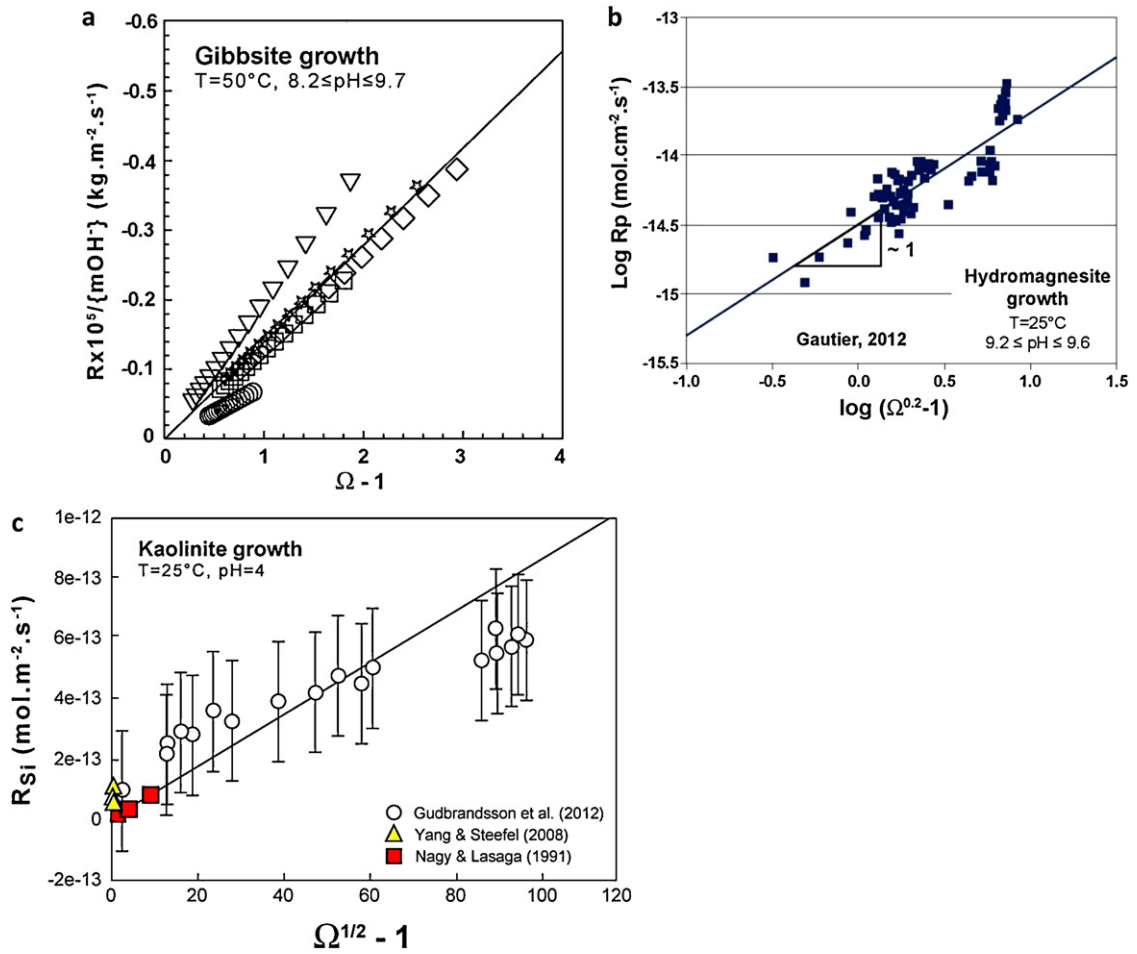 a
Gibbsite growth
T=50°C, 8.2≤pH≤9.7
Rx10⁵/{mOH⁻} (kg.m⁻².s⁻¹)
-0.6
-0.5
-0.4
-0.3
-0.2
-0.1
0
0
1
2
3
4
Ω - 1
b
Log Rp (mol.cm⁻².s⁻¹)
-13
-13.5
-14
-14.5
-15
-15.5
~ 1
Hydromagnesite
growth
T=25°C
9.2 ≤ pH ≤ 9.6
Gautier, 2012
-1.0
-0.5
0.0
0.5
1.0
1.5
log (Ω⁰·²-1)
c
Kaolinite growth
T=25°C, pH=4
R_Si (mol.m⁻².s⁻¹)
1e-12
8e-13
6e-13
4e-13
2e-13
0
-2e-13
Gudbrandsson et al. (2012)
Yang & Steefel (2008)
Nagy & Lasaga (1991)
0
20
40
60
80
100
120
Ω¹ᐟ² - 1